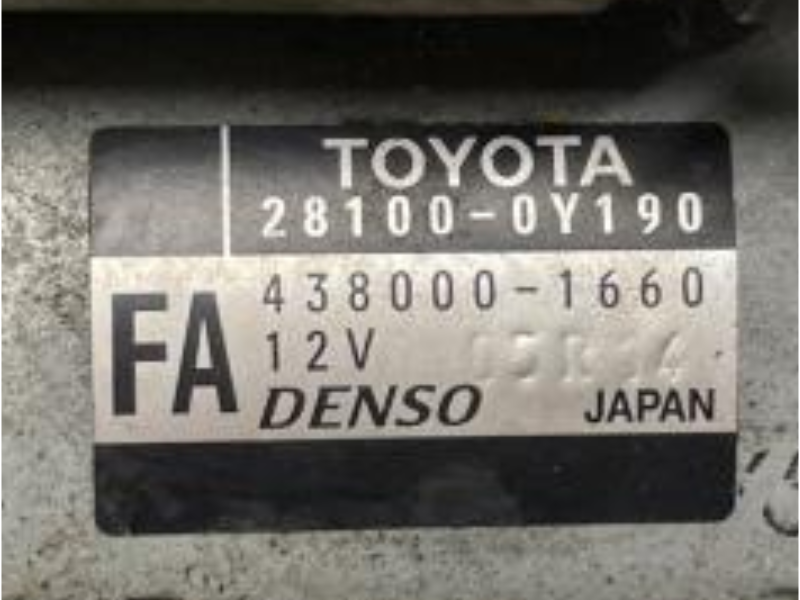 TOYOTA
28100-0Y190
FA
438000-1660
12V
DENSO
JAPAN